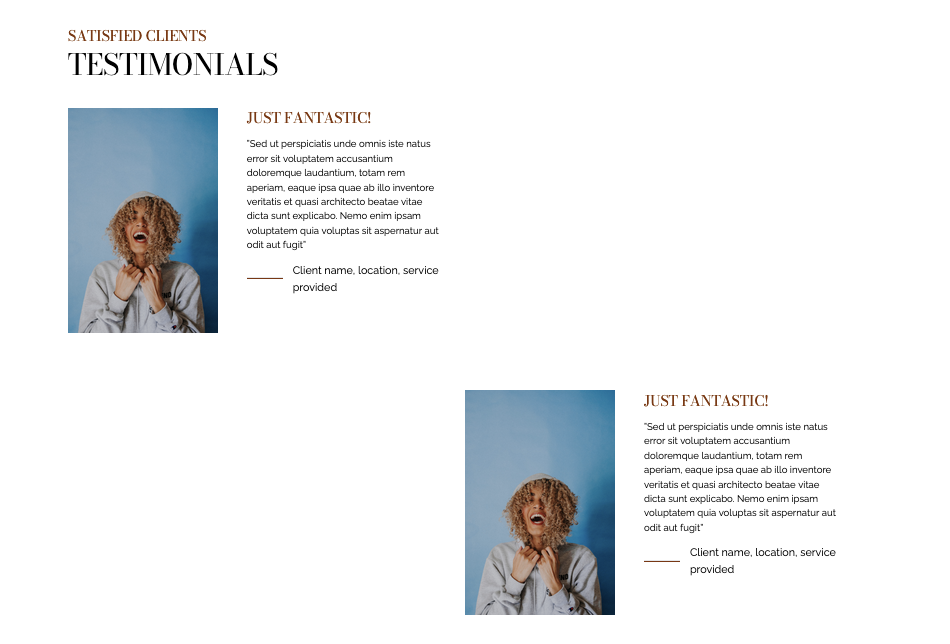 SATISFIED CLIENTS
TESTIMONIALS
JUST FANTASTIC!
"Sed ut perspiciatis unde omnis iste natus
error sit voluptatem accusantium
doloremque laudantium, totam rem
aperiam, eaque ipsa quae ab illo inventore
veritatis et quasi architecto beatae vitae
dicta sunt explicabo. Nemo enim ipsam
voluptatem quia voluptas sit aspernatur aut
odit aut fugit"
Client name, location, service
provided
JUST FANTASTIC!
"Sed ut perspiciatis unde omnis iste natus
error sit voluptatem accusantium
doloremque laudantium, totam rem
aperiam, eaque ipsa quae ab illo inventore
veritatis et quasi architecto beatae vitae
dicta sunt explicabo. Nemo enim ipsam
voluptatem quia voluptas sit aspernatur aut
odit aut fugit"
Client name, location, service
provided